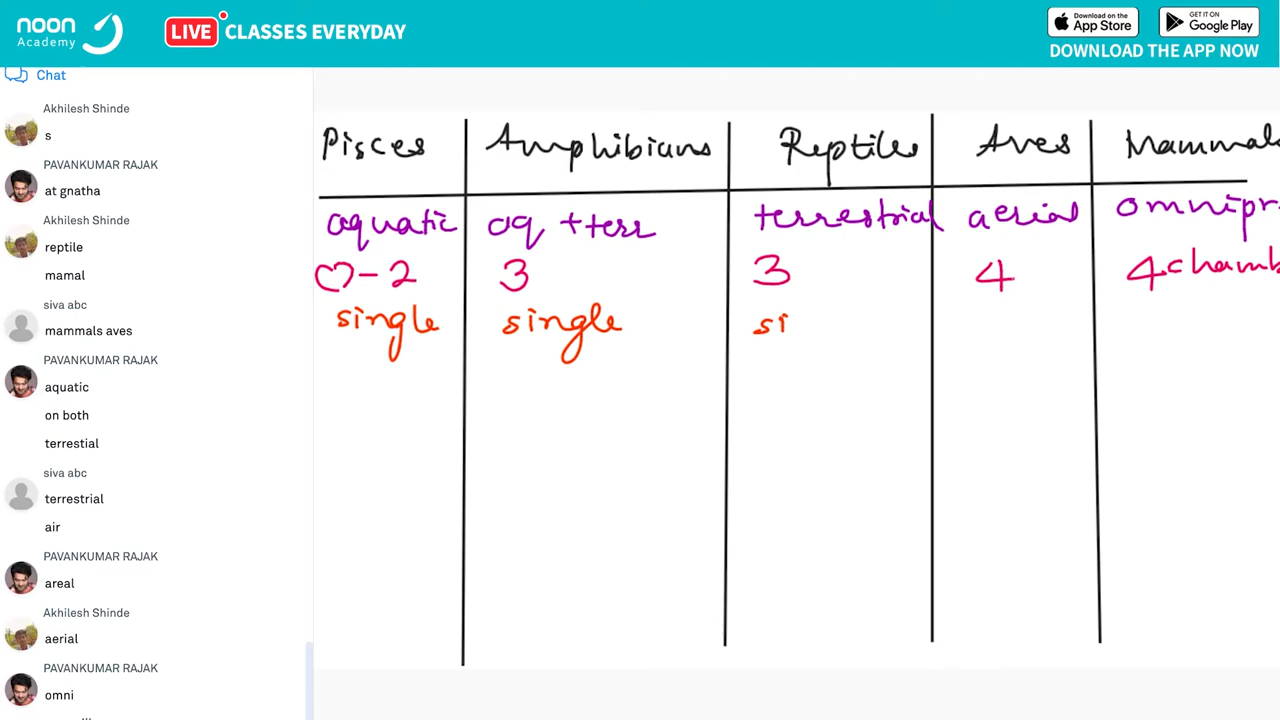 noon
Academy
LIVE CLASSES EVERYDAY
Download on the
App Store
GET IT ON
Google Play
DOWNLOAD THE APP NOW
Chat
Akhilesh Shinde
s
PAVANKUMAR RAJAK
at gnatha
Akhilesh Shinde
reptile
mamal
siva abc
mammals aves
PAVANKUMAR RAJAK
aquatic
on both
terrestial
siva abc
terrestrial
air
PAVANKUMAR RAJAK
areal
Akhilesh Shinde
aerial
PAVANKUMAR RAJAK
omni
Pisces Amphibians Reptiles Aves Mammals
aquatic aq + terr terrestrial aerial omnipr
♡ - 2 3 3 4 4 chamb
single single si